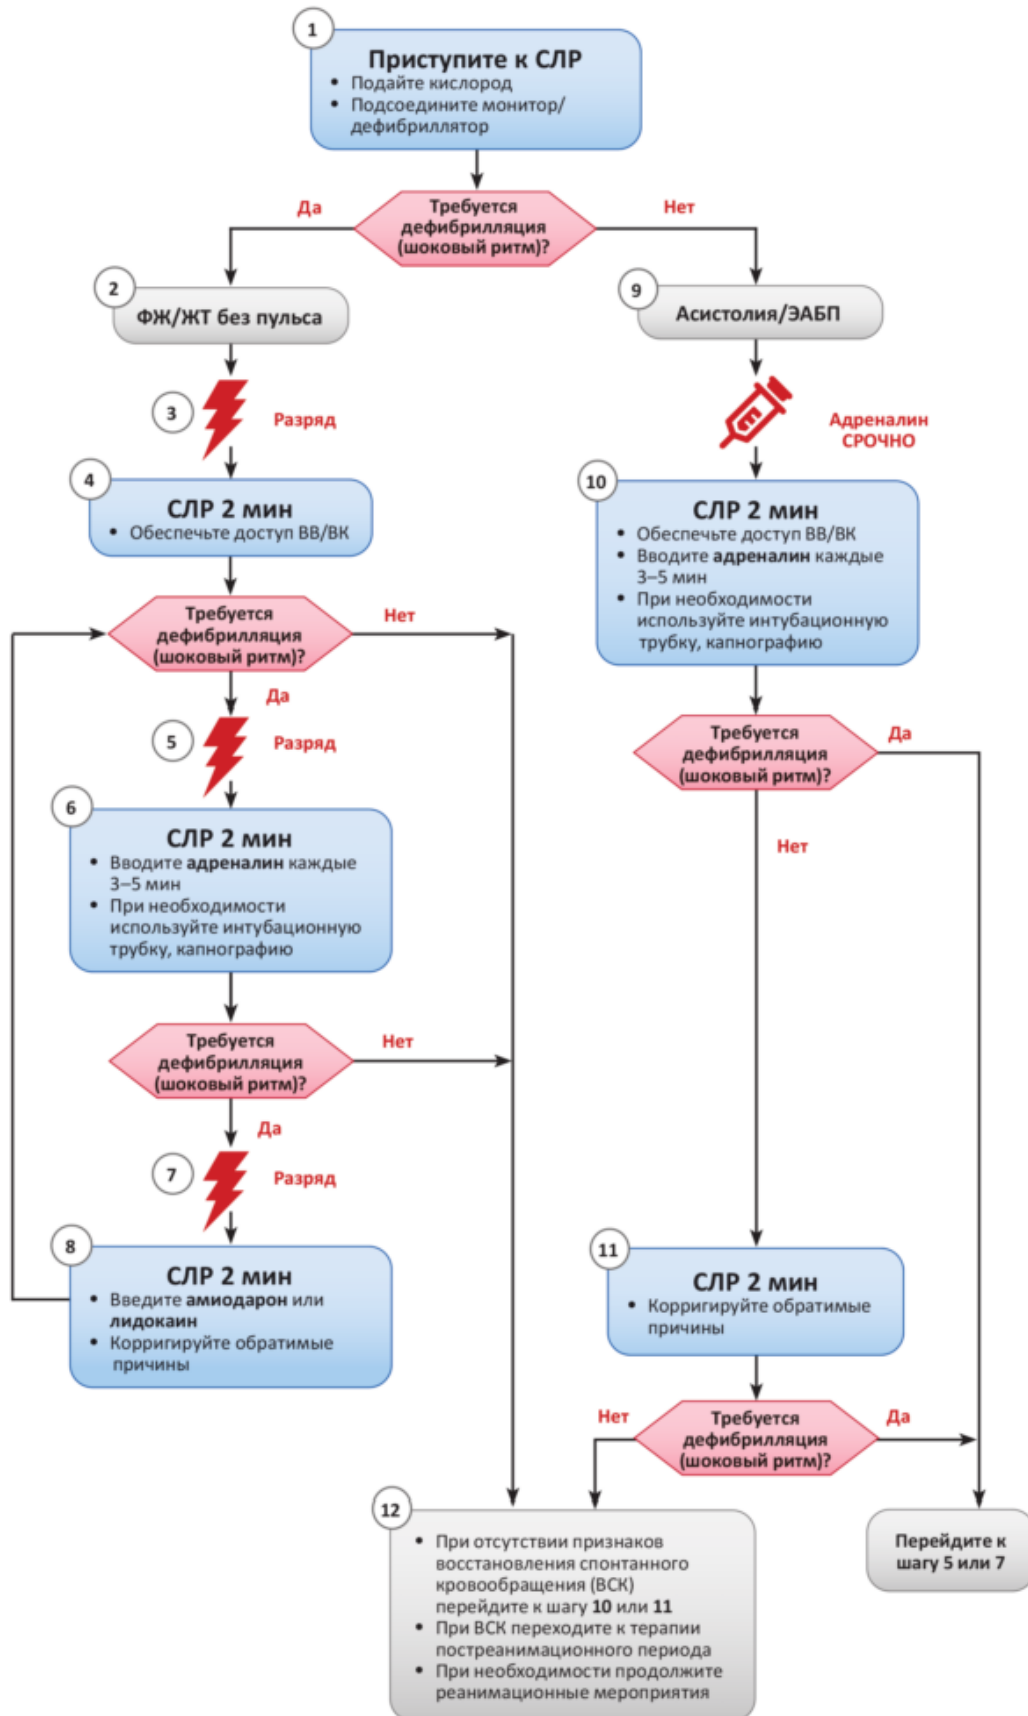 1
Приступите к СЛР
• Подайте кислород
• Подсоедините монитор/
дефибриллятор
Требуется
дефибрилляция
(шоковый ритм)?
Да
Нет
2
ФЖ/ЖТ без пульса
3
Разряд
4
СЛР 2 мин
• Обеспечьте доступ ВВ/ВК
Требуется
дефибрилляция
(шоковый ритм)?
Нет
Да
5
Разряд
6
СЛР 2 мин
• Вводите адреналин каждые
3–5 мин
• При необходимости
используйте интубационную
трубку, капнографию
Требуется
дефибрилляция
(шоковый ритм)?
Нет
Да
7
Разряд
8
СЛР 2 мин
• Введите амиодарон или
лидокаин
• Корригируйте обратимые
причины
9
Асистолия/ЭАБП
Адреналин
СРОЧНО
10
СЛР 2 мин
• Обеспечьте доступ ВВ/ВК
• Вводите адреналин каждые
3–5 мин
• При необходимости
используйте интубационную
трубку, капнографию
Требуется
дефибрилляция
(шоковый ритм)?
Да
Нет
11
СЛР 2 мин
• Корригируйте обратимые
причины
Нет
Требуется
дефибрилляция
(шоковый ритм)?
Да
12
• При отсутствии признаков
восстановления спонтанного
кровообращения (ВСК)
перейдите к шагу 10 или 11
• При ВСК переходите к терапии
постреанимационного периода
• При необходимости продолжите
реанимационные мероприятия
Перейдите к
шагу 5 или 7